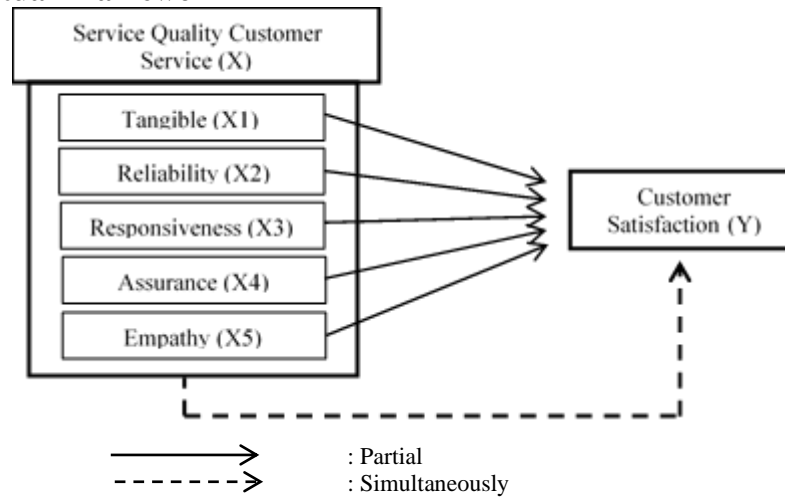 Service Quality Customer
Service (X)
Tangible (X1)
Reliability (X2)
Responsiveness (X3)
Assurance (X4)
Empathy (X5)
Customer
Satisfaction (Y)
: Partial
: Simultaneously